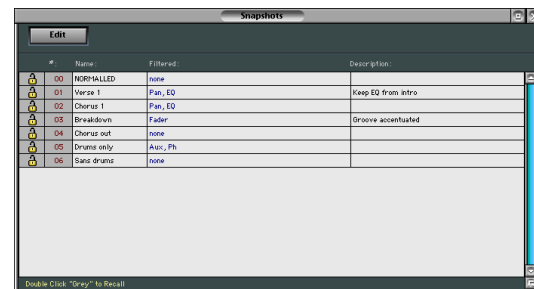 Snapshots
Edit
#: Name: Filtered: Description:
00 NORMALLED none
01 Verse 1 Pan, EQ Keep EQ from intro
02 Chorus 1 Pan, EQ
03 Breakdown Fader Groove accentuated
04 Chorus out none
05 Drums only Aux, Ph
06 Sans drums none
Double Click "Grey" to Recall